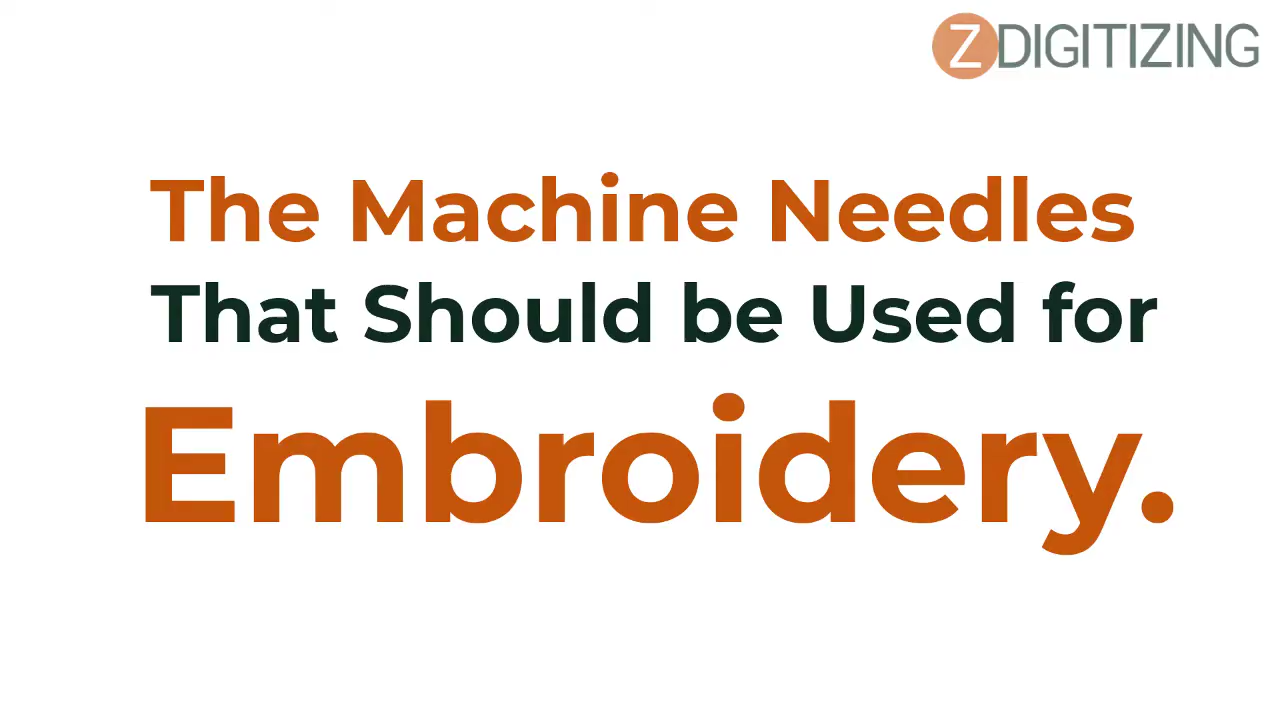 ZDIGITIZING
The Machine Needles
That Should be Used for
Embroidery.